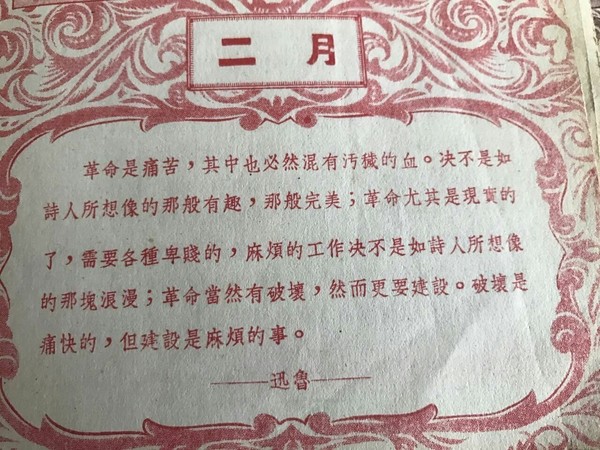 二月
革命是痛苦，其中也必然混有污穢的血。决不是如
詩人所想像的那般有趣，那般完美；革命尤其是現實的
了，需要各種卑賤的，麻煩的工作决不是如詩人所想像
的那塊浪漫；革命當然有破壞，然而更要建設。破壞是
痛快的，但建設是麻煩的事。
——迅魯——